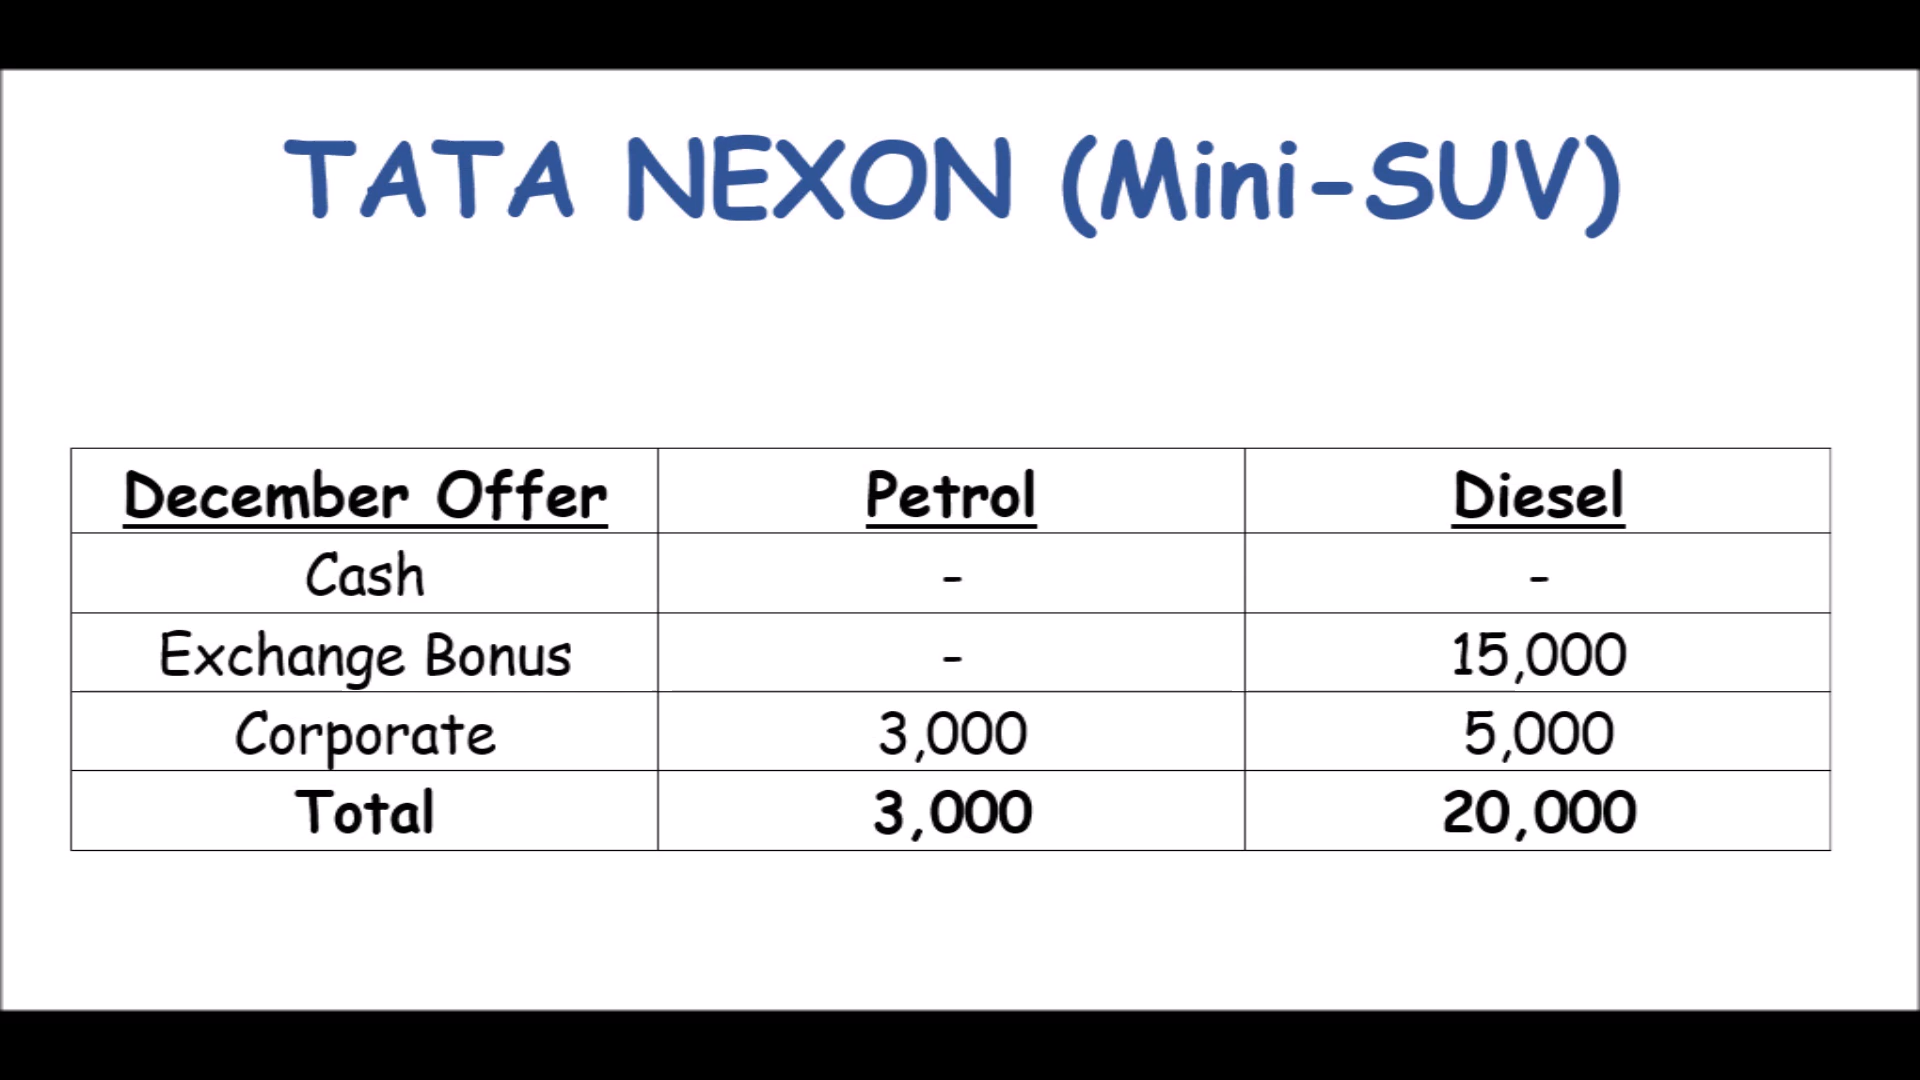 TATA NEXON (Mini-SUV)
December Offer Petrol Diesel
Cash - -
Exchange Bonus - 15,000
Corporate 3,000 5,000
Total 3,000 20,000